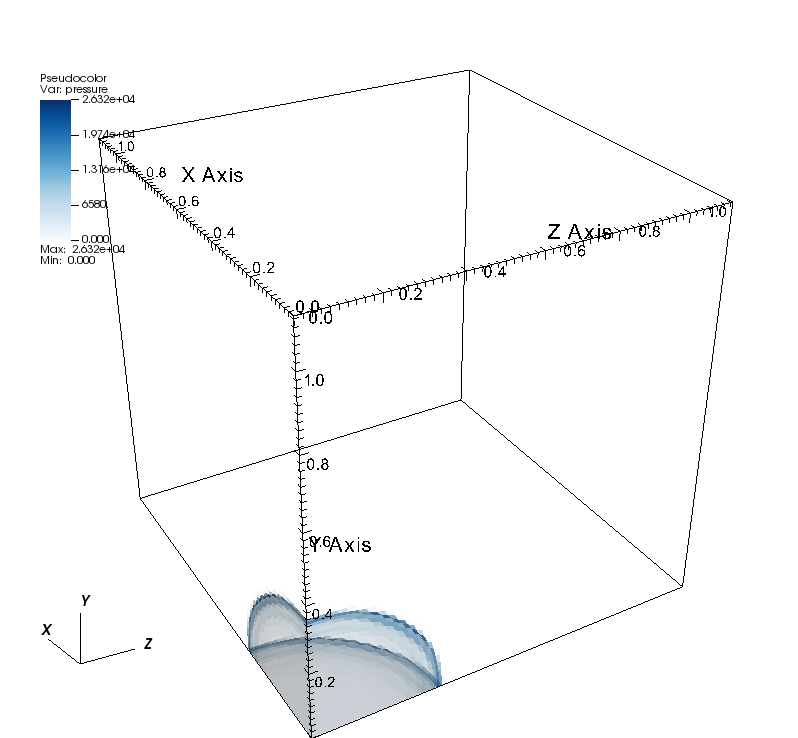 Pseudocolor
Var: pressure
2.632e+04
1.974e+04
1.316e+04
6580.
0.000
Max: 2.632e+04
Min: 0.000
1.0
0.8
X Axis
0.6
0.4
0.2
0.0
0.0
0.2
0.4
0.6
Z Axis
0.8
1.0
1.0
0.8
0.6
Y Axis
0.4
0.2
Y
X
Z